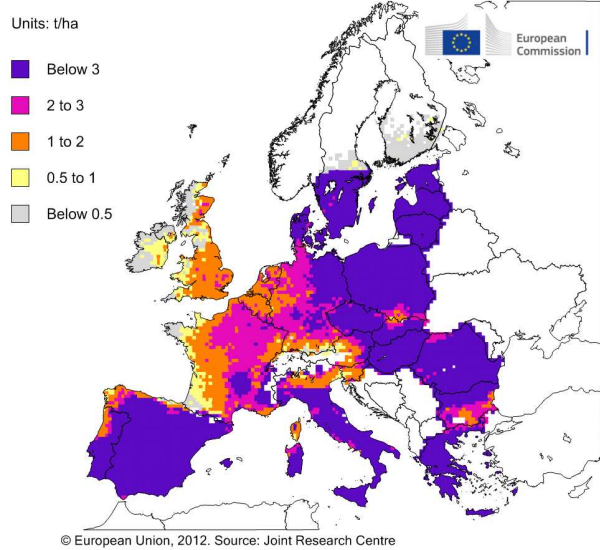 Units: t/ha
European
Commission
Below 3
2 to 3
1 to 2
0.5 to 1
Below 0.5
© European Union, 2012. Source: Joint Research Centre